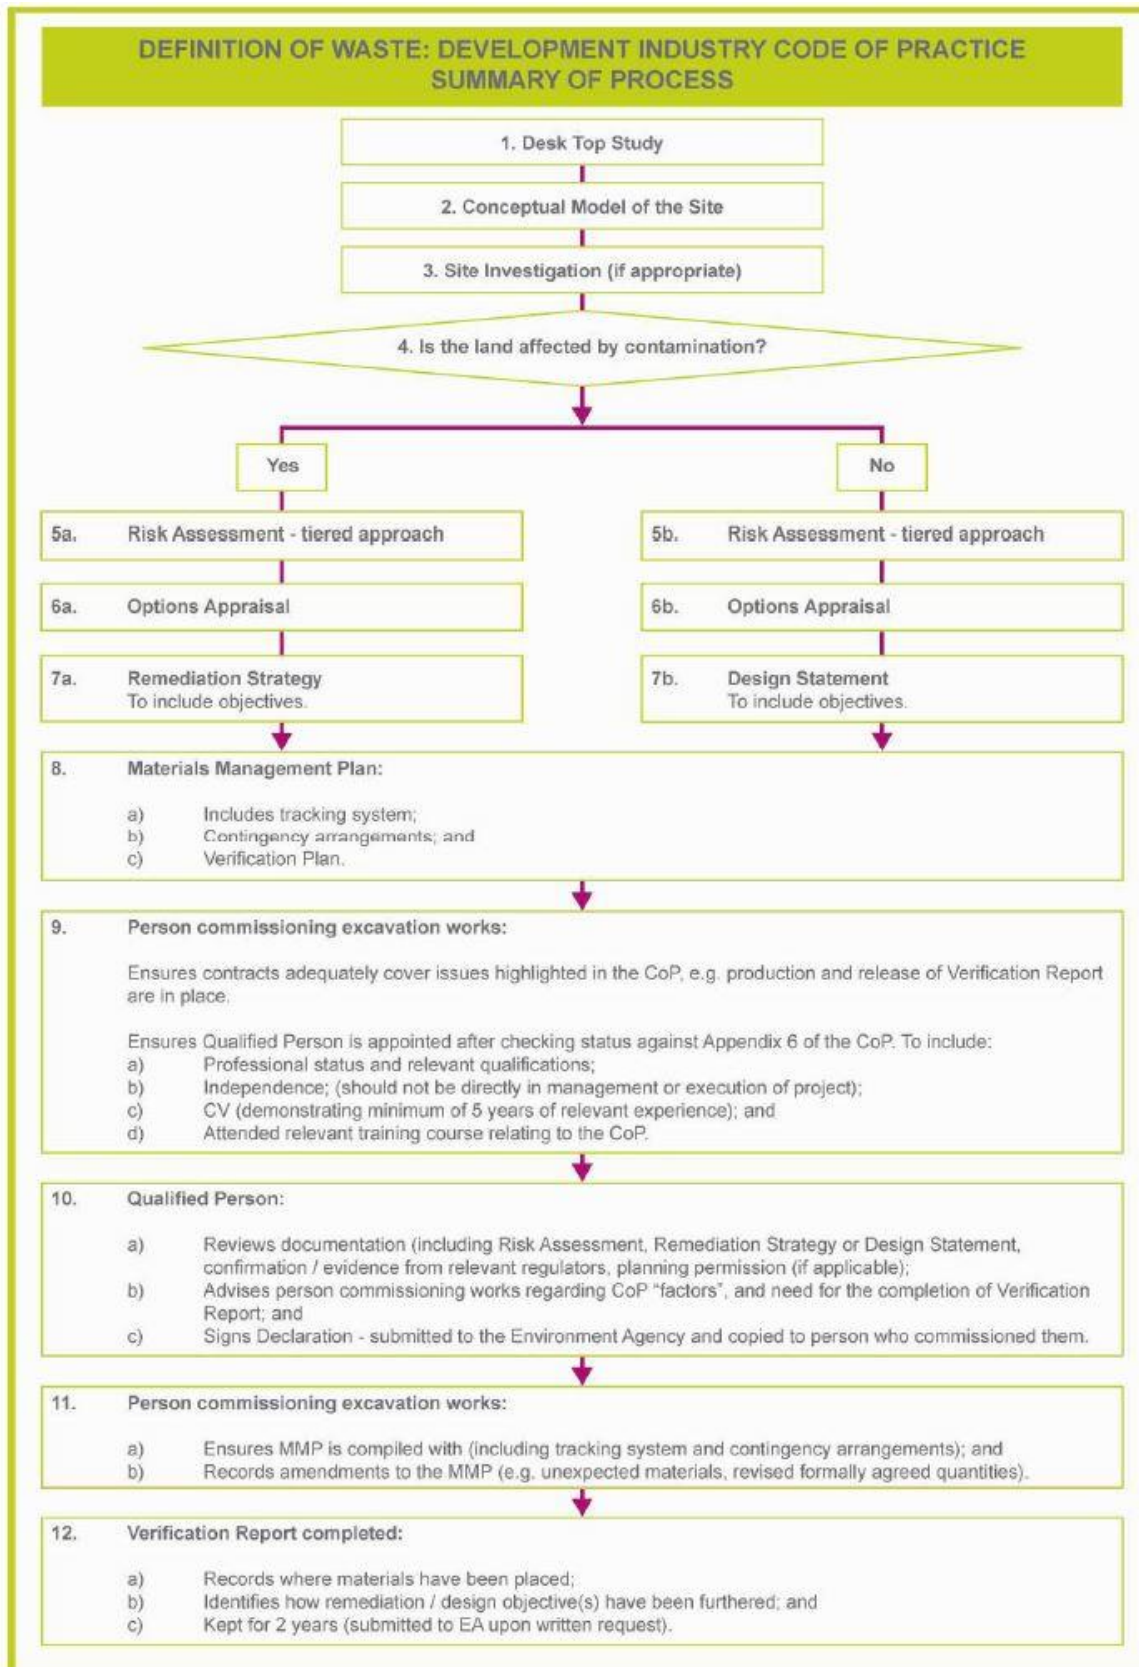 DEFINITION OF WASTE: DEVELOPMENT INDUSTRY CODE OF PRACTICE
SUMMARY OF PROCESS
1. Desk Top Study
2. Conceptual Model of the Site
3. Site Investigation (if appropriate)
4. Is the land affected by contamination?
Yes
No
5a. Risk Assessment - tiered approach
5b. Risk Assessment - tiered approach
6a. Options Appraisal
6b. Options Appraisal
7a. Remediation Strategy
To include objectives.
7b. Design Statement
To include objectives.
8. Materials Management Plan:
a) Includes tracking system;
b) Contingency arrangements; and
c) Verification Plan.
9. Person commissioning excavation works:
Ensures contracts adequately cover issues highlighted in the CoP, e.g. production and release of Verification Report
are in place.
Ensures Qualified Person is appointed after checking status against Appendix 6 of the CoP. To include:
a) Professional status and relevant qualifications;
b) Independence; (should not be directly in management or execution of project);
c) CV (demonstrating minimum of 5 years of relevant experience); and
d) Attended relevant training course relating to the CoP.
10. Qualified Person:
a) Reviews documentation (including Risk Assessment, Remediation Strategy or Design Statement,
confirmation / evidence from relevant regulators, planning permission (if applicable);
b) Advises person commissioning works regarding CoP “factors”, and need for the completion of Verification
Report; and
c) Signs Declaration - submitted to the Environment Agency and copied to person who commissioned them.
11. Person commissioning excavation works:
a) Ensures MMP is compiled with (including tracking system and contingency arrangements); and
b) Records amendments to the MMP (e.g. unexpected materials, revised formally agreed quantities).
12. Verification Report completed:
a) Records where materials have been placed;
b) Identifies how remediation / design objective(s) have been furthered; and
c) Kept for 2 years (submitted to EA upon written request).